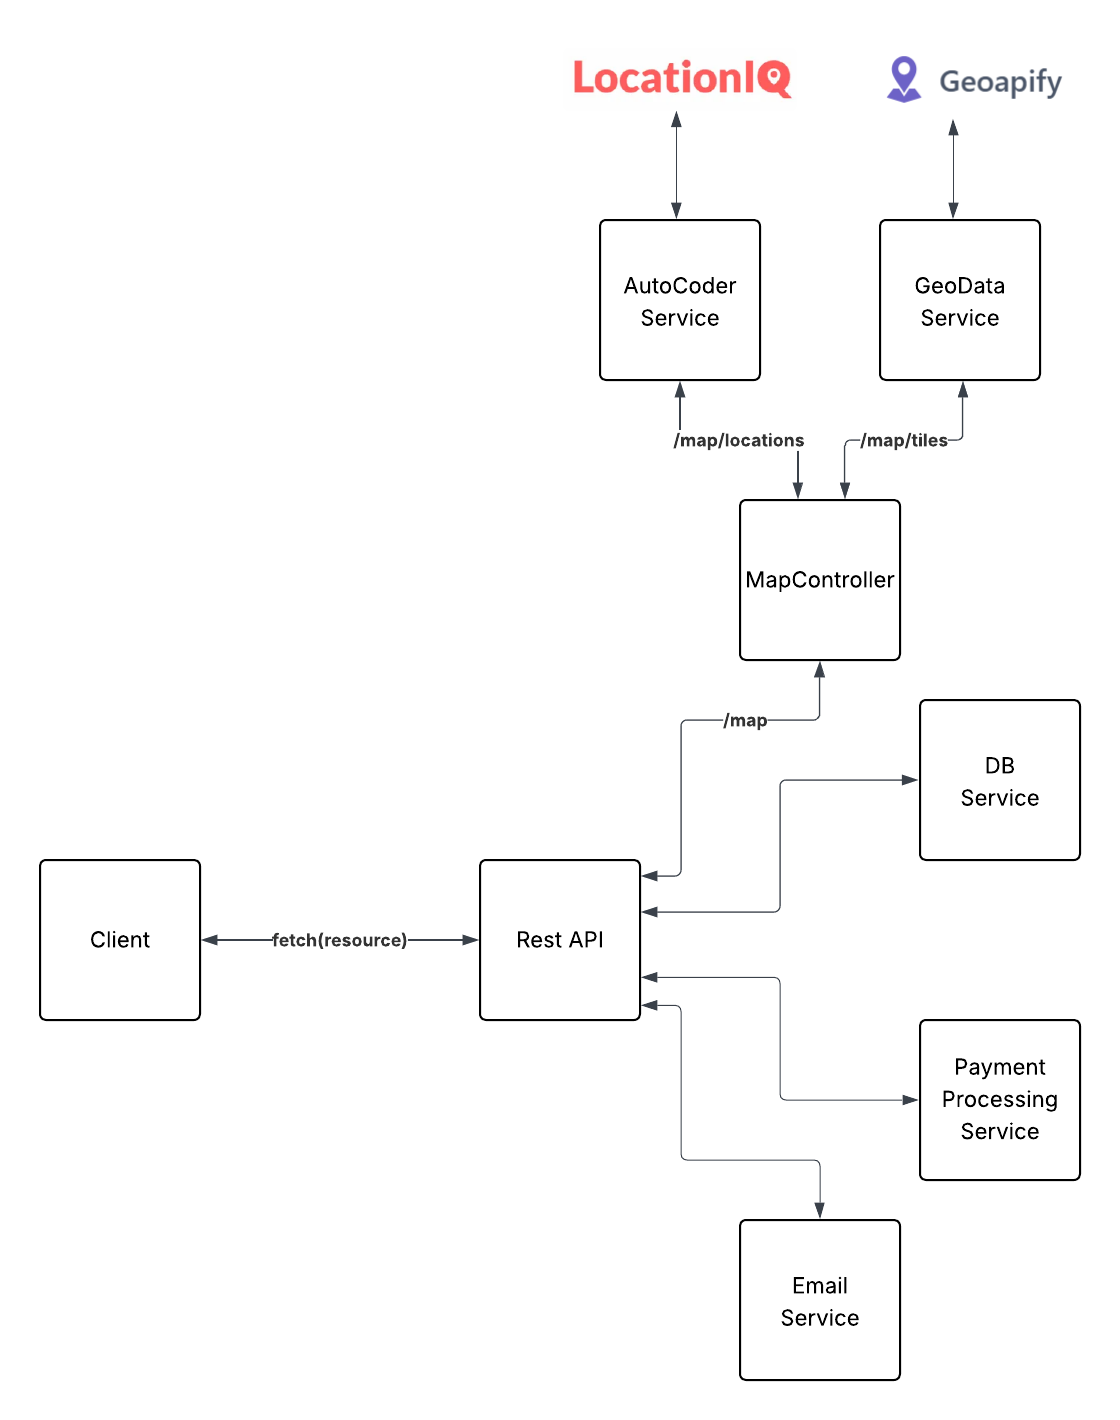 LocationIQ
Geoapify
AutoCoder
Service
GeoData
Service
/map/locations
/map/tiles
MapController
/map
DB
Service
Client
fetch(resource)
Rest API
Payment
Processing
Service
Email
Service